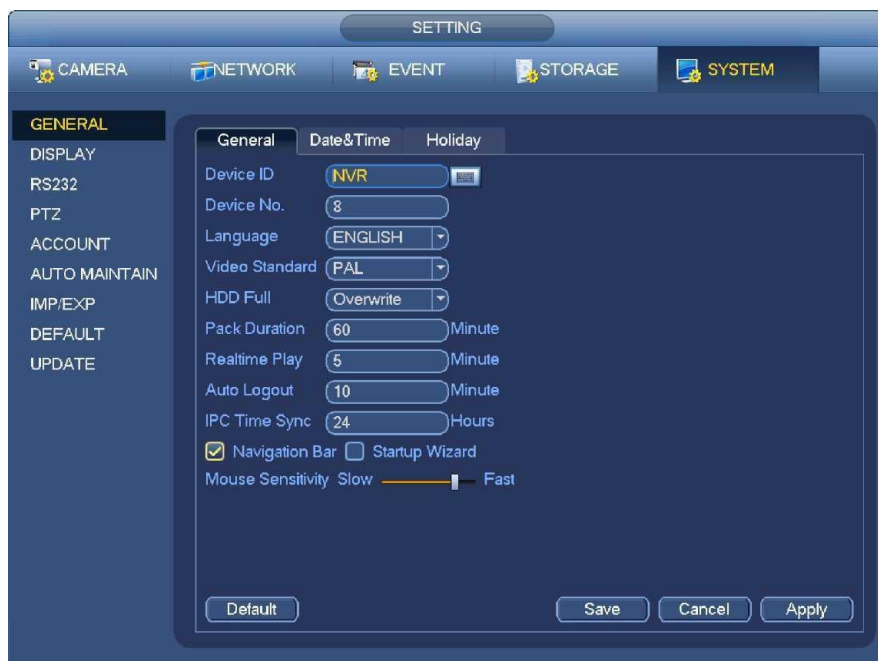 SETTING
CAMERA NETWORK EVENT STORAGE SYSTEM
GENERAL
DISPLAY
RS232
PTZ
ACCOUNT
AUTO MAINTAIN
IMP/EXP
DEFAULT
UPDATE
General Date&Time Holiday
Device ID NVR
Device No. 8
Language ENGLISH
Video Standard PAL
HDD Full Overwrite
Pack Duration 60 Minute
Realtime Play 5 Minute
Auto Logout 10 Minute
IPC Time Sync 24 Hours
Navigation Bar Startup Wizard
Mouse Sensitivity Slow Fast
Default Save Cancel Apply